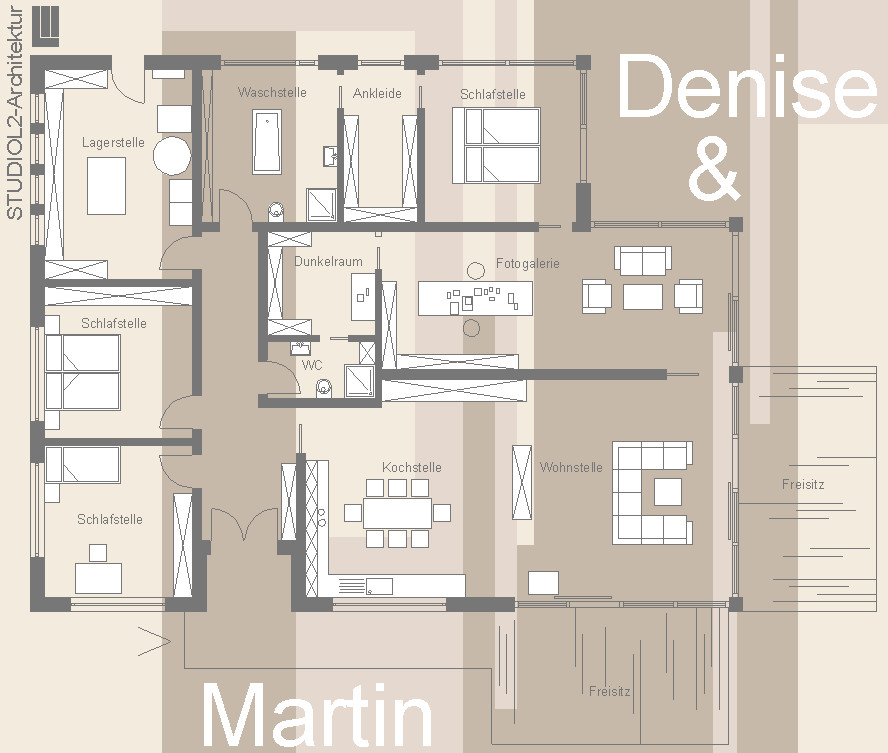 STUDIOL2-Architektur
Denise
&
Waschstelle
Ankleide
Schlafstelle
Lagerstelle
Dunkelraum
Fotogalerie
Schlafstelle
WC
Kochstelle
Wohnstelle
Freisitz
Schlafstelle
Freisitz
Martin